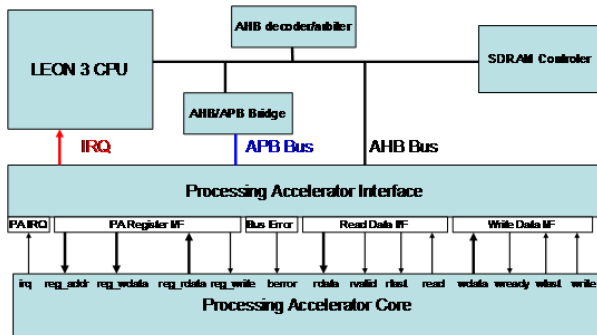 AHB decoder/arbiter
LEON 3 CPU
SDRAM Controler
AHB/APB Bridge
IRQ
APB Bus
AHB Bus
Processing Accelerator Interface
PA IRQ
PA Register I/F
Bus Error
Read Data I/F
Write Data I/F
irq reg_addr reg_wdata reg_rdata reg_write berror rdata rvalid rlast read wdata wready wlast write
Processing Accelerator Core